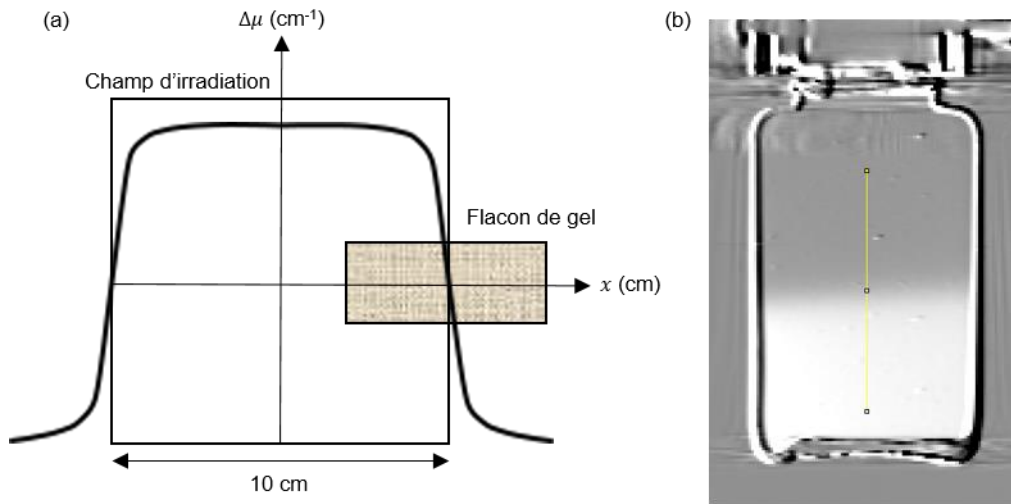 (a)
Δμ (cm⁻¹)
(b)
Champ d'irradiation
Flacon de gel
x (cm)
10 cm